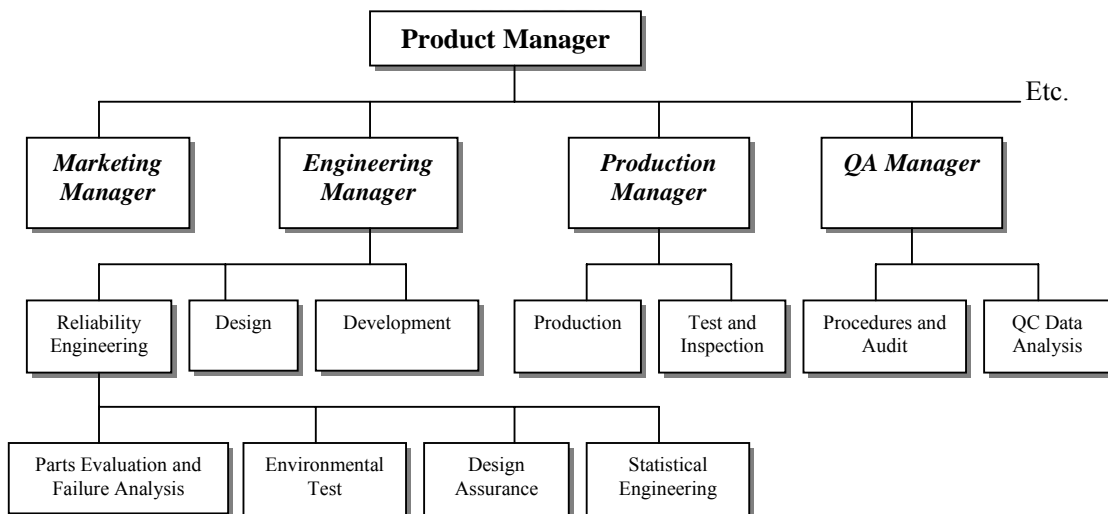 Product Manager
Etc.
Marketing
Manager
Engineering
Manager
Production
Manager
QA Manager
Reliability
Engineering
Design
Development
Production
Test and
Inspection
Procedures and
Audit
QC Data
Analysis
Parts Evaluation and
Failure Analysis
Environmental
Test
Design
Assurance
Statistical
Engineering